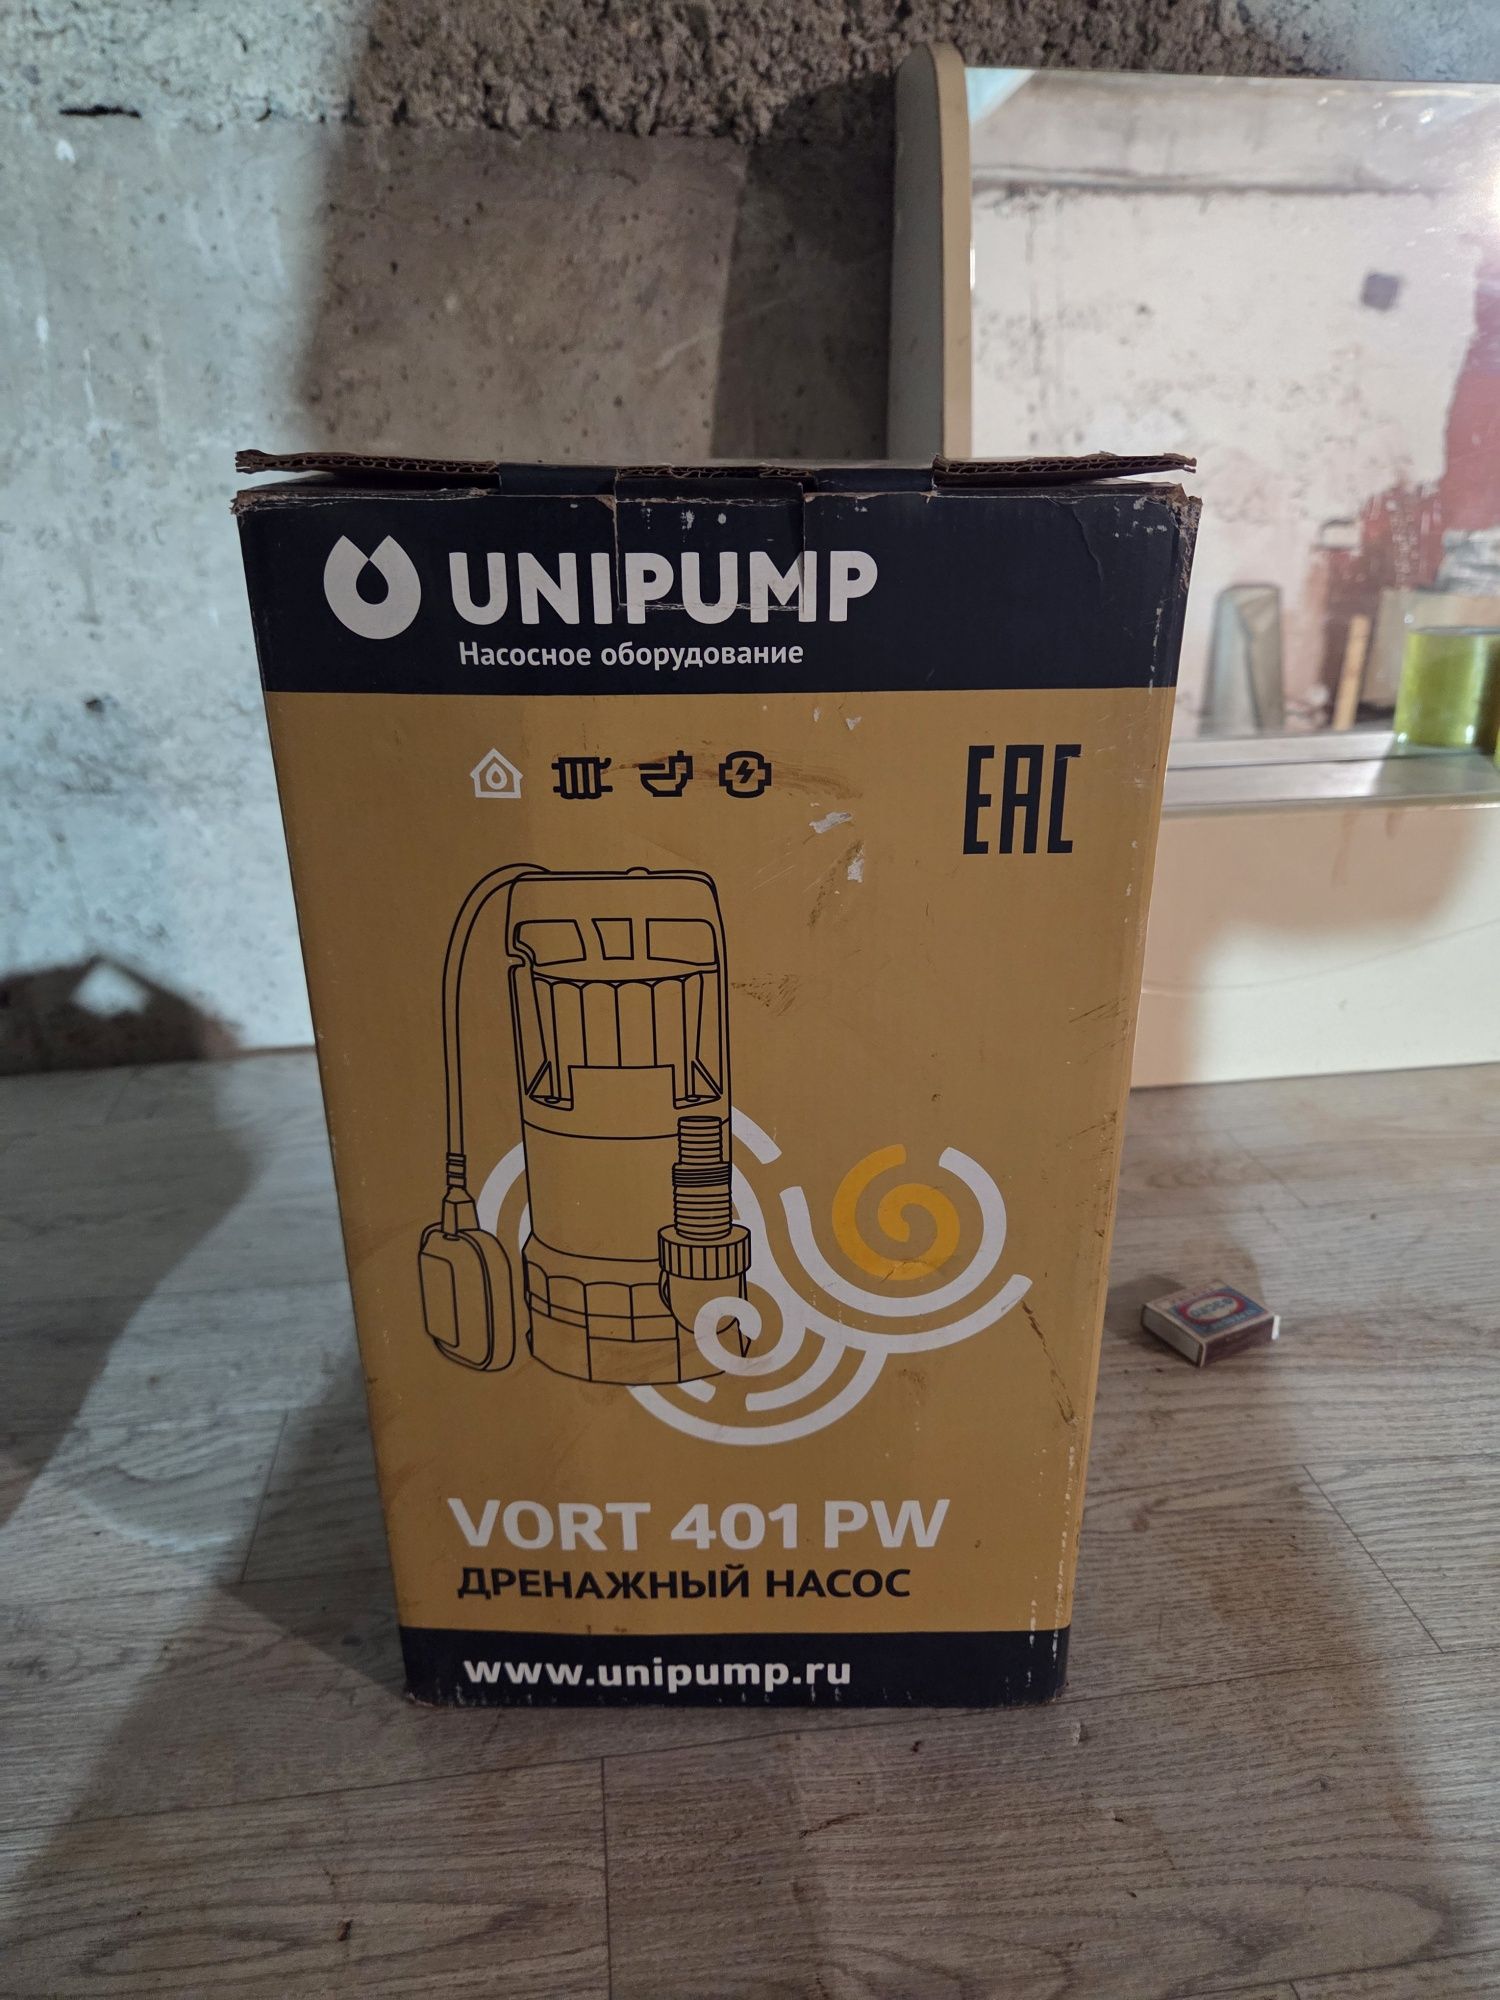 UNIPUMP
Насосное оборудование
EAC
VORT 401 PW
ДРЕНАЖНЫЙ НАСОС
www.unipump.ru